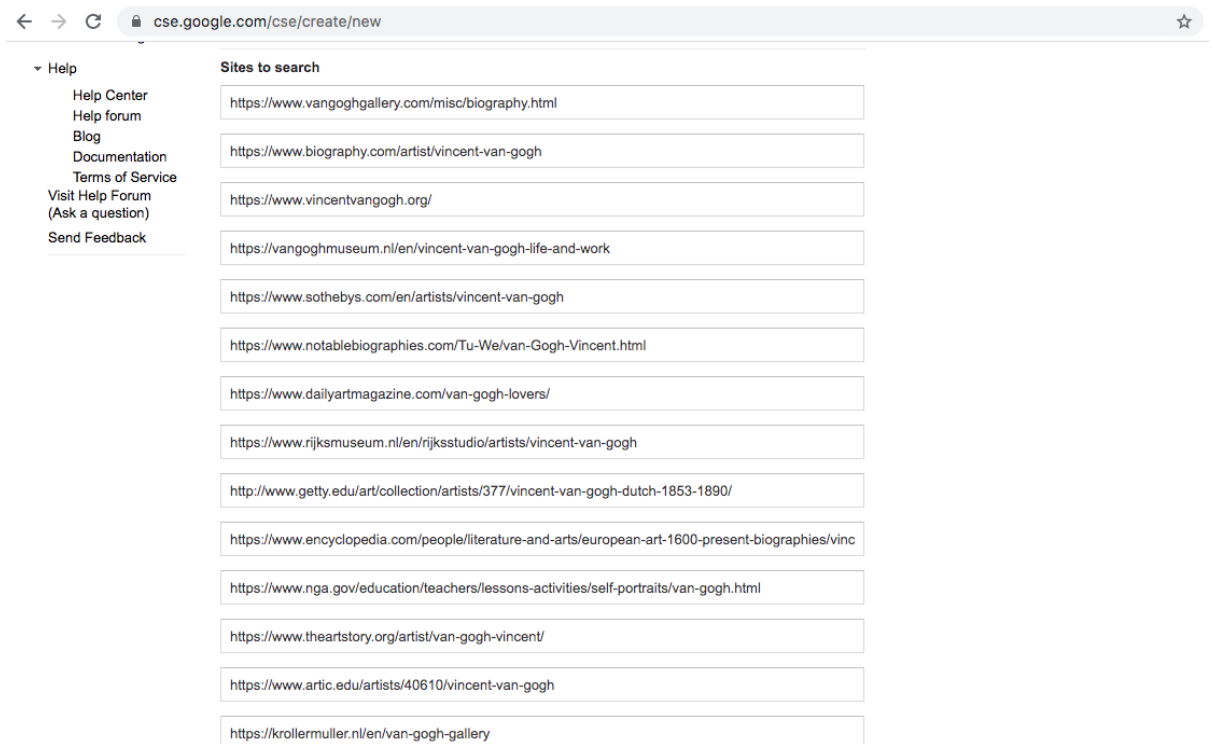 cse.google.com/cse/create/new
Help
Help Center
Help forum
Blog
Documentation
Terms of Service
Visit Help Forum
(Ask a question)
Send Feedback
Sites to search
https://www.vangoghgallery.com/misc/biography.html
https://www.biography.com/artist/vincent-van-gogh
https://www.vincentvangogh.org/
https://vangoghmuseum.nl/en/vincent-van-gogh-life-and-work
https://www.sothebys.com/en/artists/vincent-van-gogh
https://www.notablebiographies.com/Tu-We/van-Gogh-Vincent.html
https://www.dailyartmagazine.com/van-gogh-lovers/
https://www.rijksmuseum.nl/en/rijksstudio/artists/vincent-van-gogh
http://www.getty.edu/art/collection/artists/377/vincent-van-gogh-dutch-1853-1890/
https://www.encyclopedia.com/people/literature-and-arts/european-art-1600-present-biographies/vinc
https://www.nga.gov/education/teachers/lessons-activities/self-portraits/van-gogh.html
https://www.theartstory.org/artist/van-gogh-vincent/
https://www.artic.edu/artists/40610/vincent-van-gogh
https://krollermuller.nl/en/van-gogh-gallery